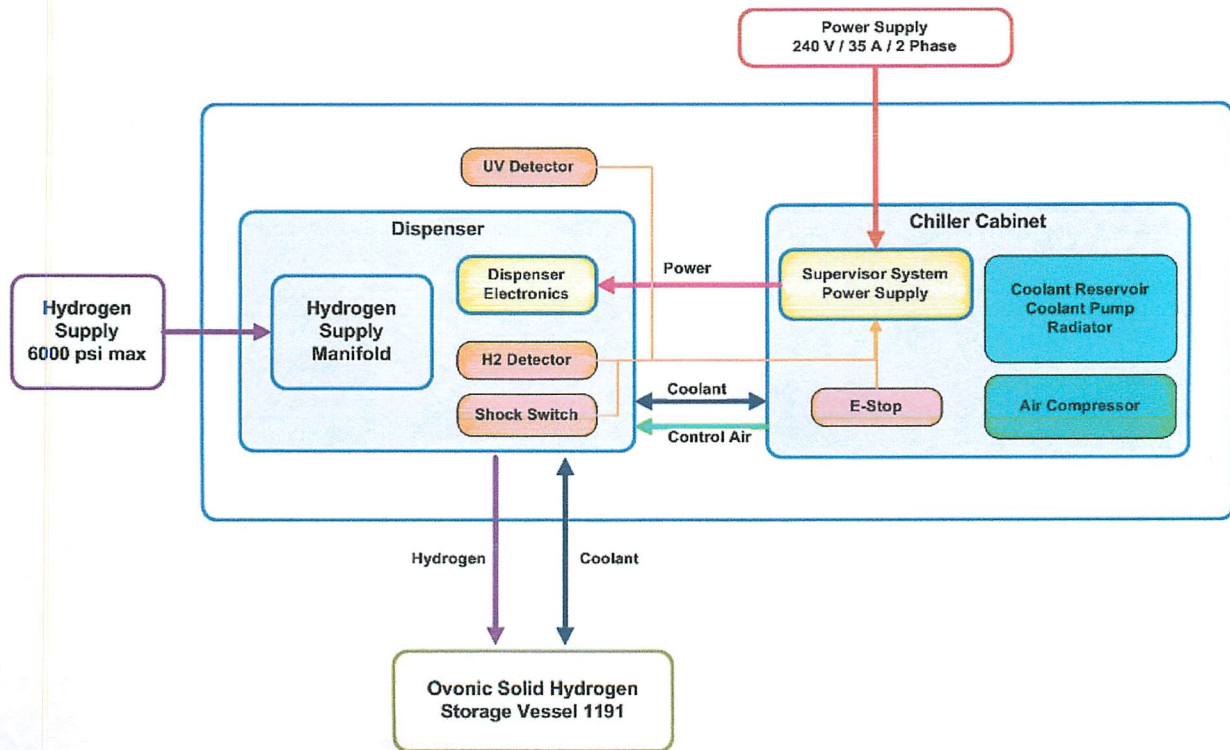 Power Supply
240 V / 35 A / 2 Phase
UV Detector
Dispenser
Chiller Cabinet
Hydrogen
Supply
6000 psi max
Hydrogen
Supply
Manifold
Dispenser
Electronics
Power
Supervisor System
Power Supply
Coolant Reservoir
Coolant Pump
Radiator
H2 Detector
Shock Switch
Coolant
Control Air
E-Stop
Air Compressor
Hydrogen
Coolant
Ovonic Solid Hydrogen
Storage Vessel 1191